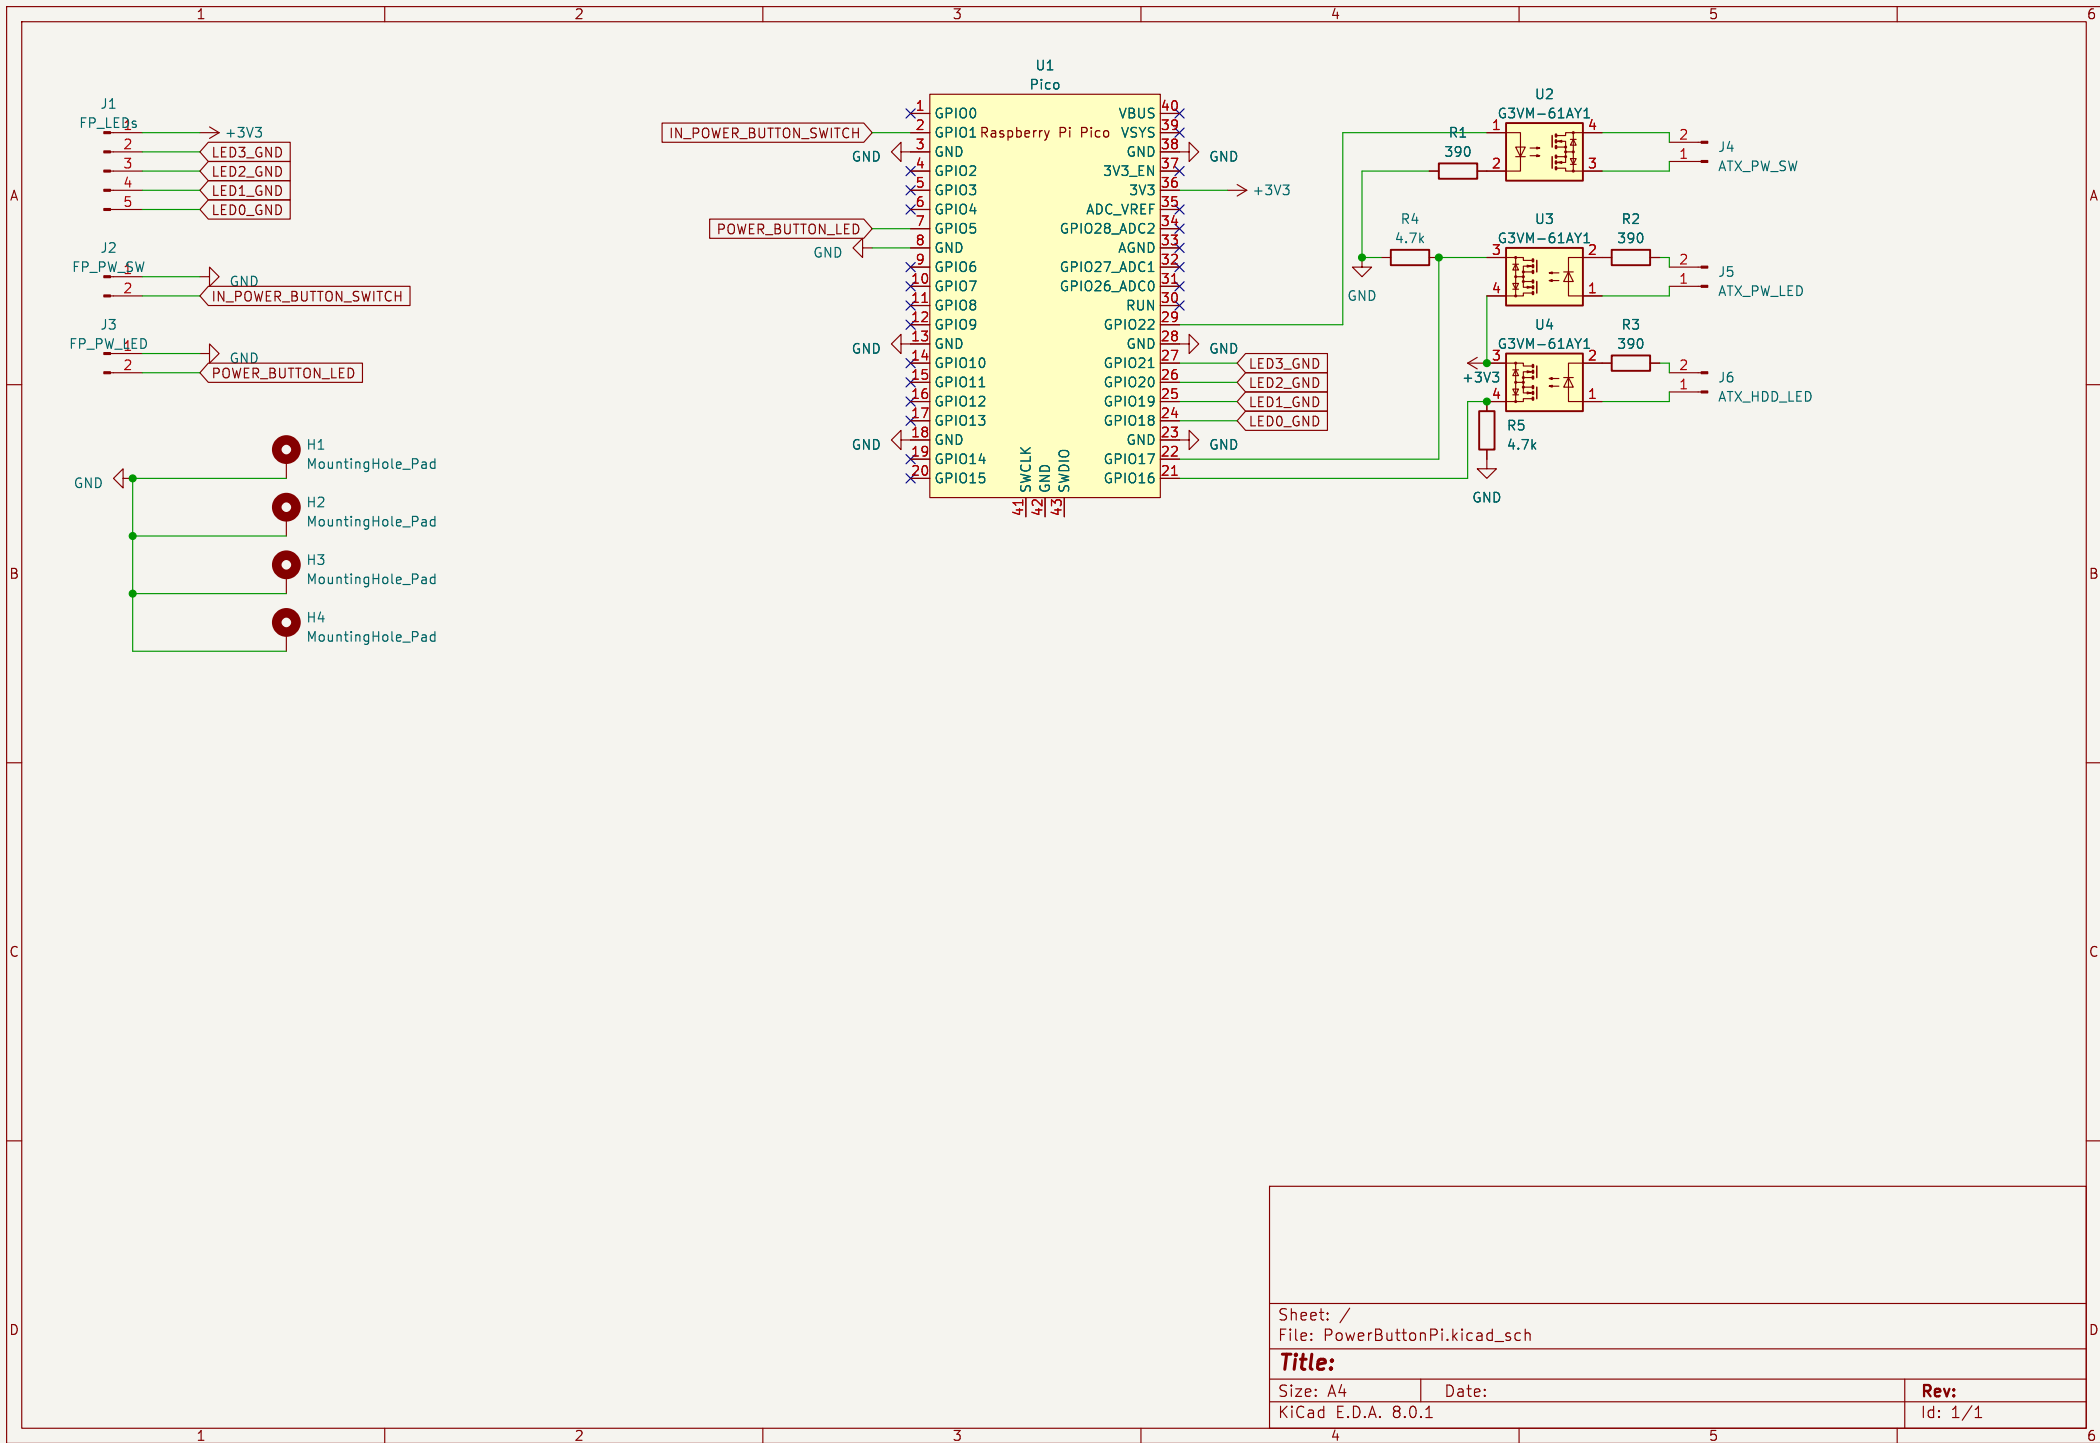 1 2 3 4 5 6
A
B
C
D
A
B
C
D
1 2 3 4 5 6
J1
FP_LEDs
1
+3V3
2
LED3_GND
3
LED2_GND
4
LED1_GND
5
LED0_GND
J2
FP_PW_SW
1
GND
2
IN_POWER_BUTTON_SWITCH
J3
FP_PW_LED
1
GND
2
POWER_BUTTON_LED
GND
H1
MountingHole_Pad
H2
MountingHole_Pad
H3
MountingHole_Pad
H4
MountingHole_Pad
U1
Pico
Raspberry Pi Pico
IN_POWER_BUTTON_SWITCH
GND
POWER_BUTTON_LED
GND
GND
GND
1 GPIO0
2 GPIO1
3 GND
4 GPIO2
5 GPIO3
6 GPIO4
7 GPIO5
8 GND
9 GPIO6
10 GPIO7
11 GPIO8
12 GPIO9
13 GND
14 GPIO10
15 GPIO11
16 GPIO12
17 GPIO13
18 GND
19 GPIO14
20 GPIO15
SWCLK 41
GND 42
SWDIO 43
VBUS 40
VSYS 39
GND 38
3V3_EN 37
3V3 36
ADC_VREF 35
GPIO28_ADC2 34
AGND 33
GPIO27_ADC1 32
GPIO26_ADC0 31
RUN 30
GPIO22 29
GND 28
GPIO21 27
GPIO20 26
GPIO19 25
GPIO18 24
GND 23
GPIO17 22
GPIO16 21
GND
+3V3
GND
LED3_GND
LED2_GND
LED1_GND
LED0_GND
GND
U2
G3VM-61AY1
1
2
4
3
R1
390
2
1
J4
ATX_PW_SW
R4
4.7k
GND
U3
G3VM-61AY1
3
4
2
1
R2
390
2
1
J5
ATX_PW_LED
U4
G3VM-61AY1
3
4
2
1
+3V3
R3
390
2
1
J6
ATX_HDD_LED
R5
4.7k
GND
Sheet: /
File: PowerButtonPi.kicad_sch
Title:
Size: A4 Date: Rev:
KiCad E.D.A. 8.0.1 Id: 1/1